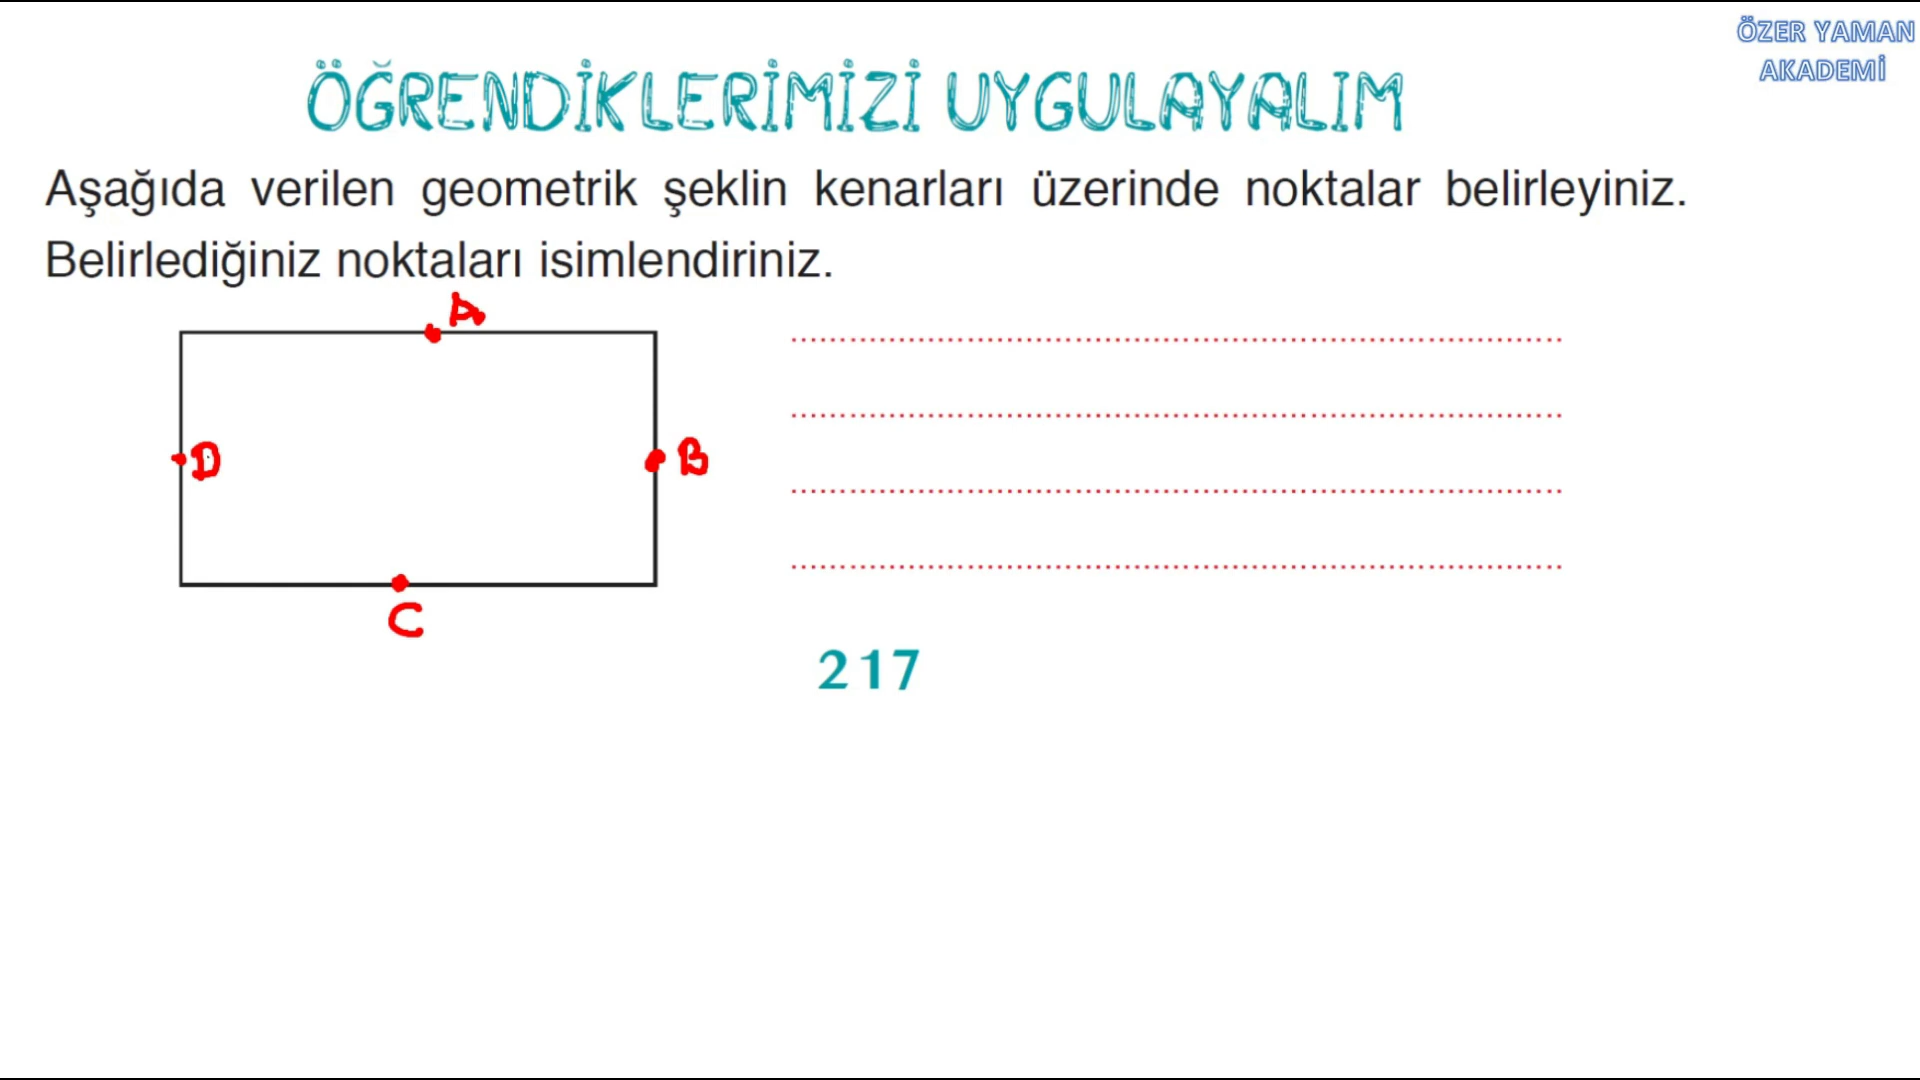 ÖZER YAMAN
AKADEMİ
ÖĞRENDİKLERİMİZİ UYGULAYALIM
Aşağıda verilen geometrik şeklin kenarları üzerinde noktalar belirleyiniz.
Belirlediğiniz noktaları isimlendiriniz.
A
D
B
C
217